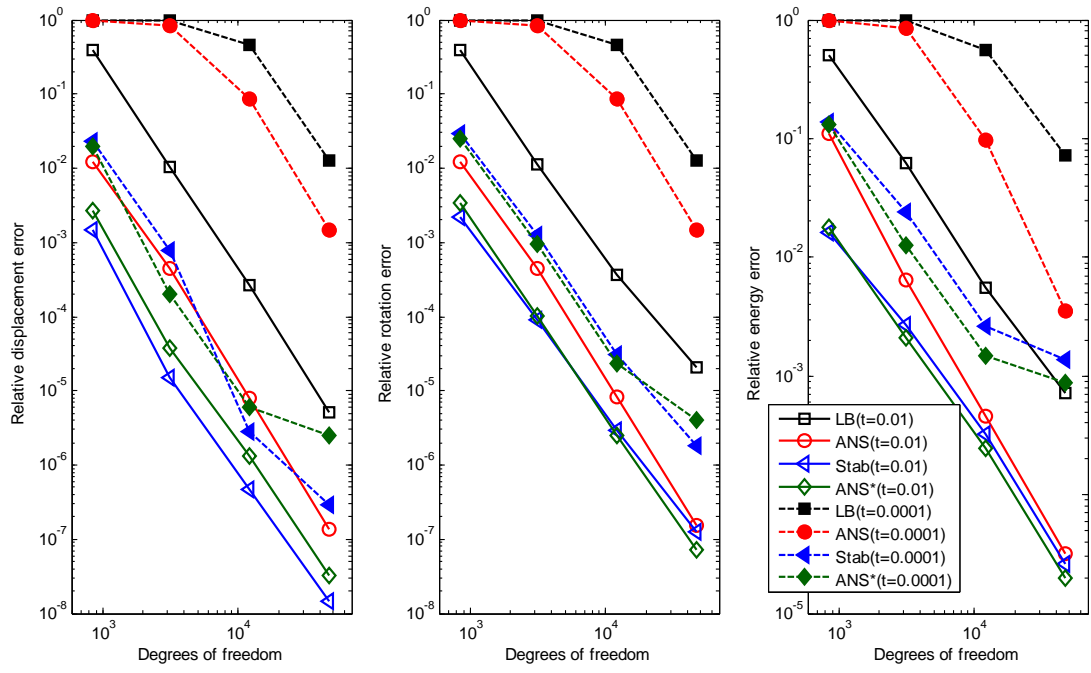 Relative displacement error
10^0
10^-1
10^-2
10^-3
10^-4
10^-5
10^-6
10^-7
10^-8
10^3
10^4
Degrees of freedom
Relative rotation error
10^0
10^-1
10^-2
10^-3
10^-4
10^-5
10^-6
10^-7
10^-8
10^3
10^4
Degrees of freedom
Relative energy error
10^0
10^-1
10^-2
10^-3
10^-5
10^3
10^4
Degrees of freedom
LB(t=0.01)
ANS(t=0.01)
Stab(t=0.01)
ANS*(t=0.01)
LB(t=0.0001)
ANS(t=0.0001)
Stab(t=0.0001)
ANS*(t=0.0001)